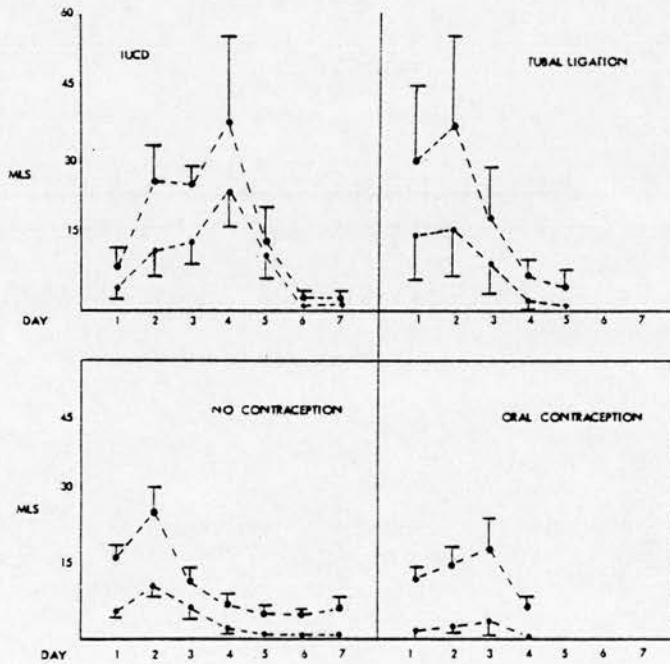 60
IUCD
TUBAL LIGATION
45
30
MLS
15
DAY 1 2 3 4 5 6 7 1 2 3 4 5 6 7
NO CONTRACEPTION
ORAL CONTRACEPTION
45
30
MLS
15
DAY 1 2 3 4 5 6 7 1 2 3 4 5 6 7